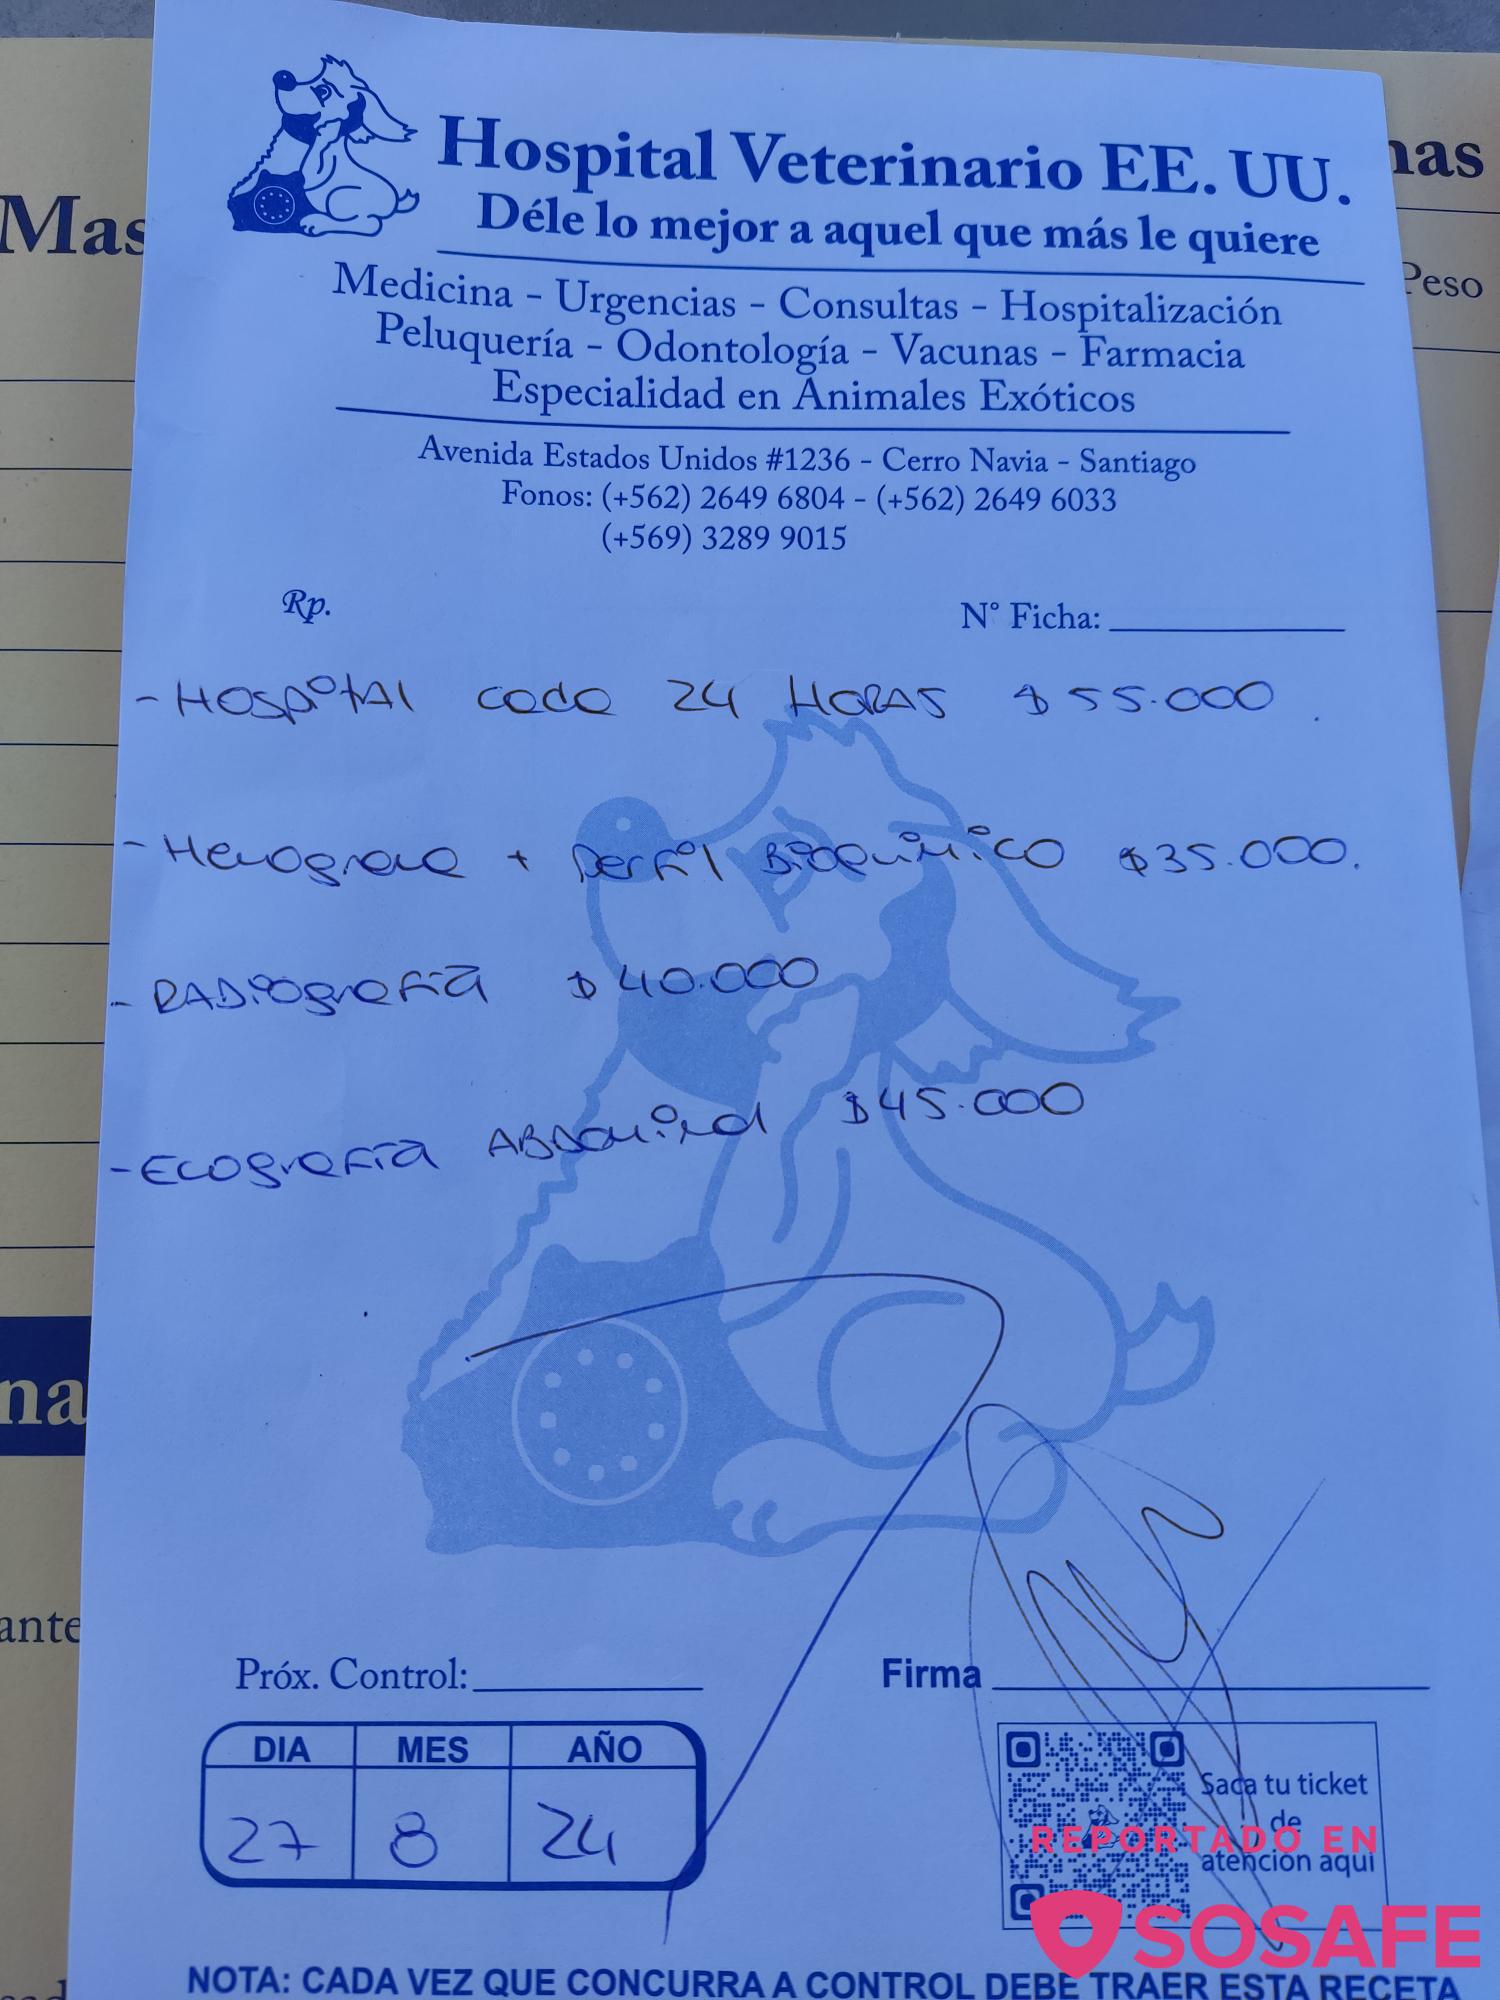 Hospital Veterinario EE. UU.
Déle lo mejor a aquel que más le quiere
Medicina - Urgencias - Consultas - Hospitalización
Peluquería - Odontología - Vacunas - Farmacia
Especialidad en Animales Exóticos
Avenida Estados Unidos #1236 - Cerro Navia - Santiago
Fonos: (+562) 2649 6804 - (+562) 2649 6033
(+569) 3289 9015
Rp.
N° Ficha:
- HOSPitAl cada 24 HORAS $55.000.
- Hemograma + Perfil Bioquimico $35.000.
- RADiografía $40.000
- Ecografía ABDominal $45.000
Próx. Control:
Firma
DIA MES AÑO
27 8 24
Saca tu ticket
de
atención aquí
REPORTADO EN
SOSAFE
NOTA: CADA VEZ QUE CONCURRA A CONTROL DEBE TRAER ESTA RECETA
Mas
nas
Peso
na
ante